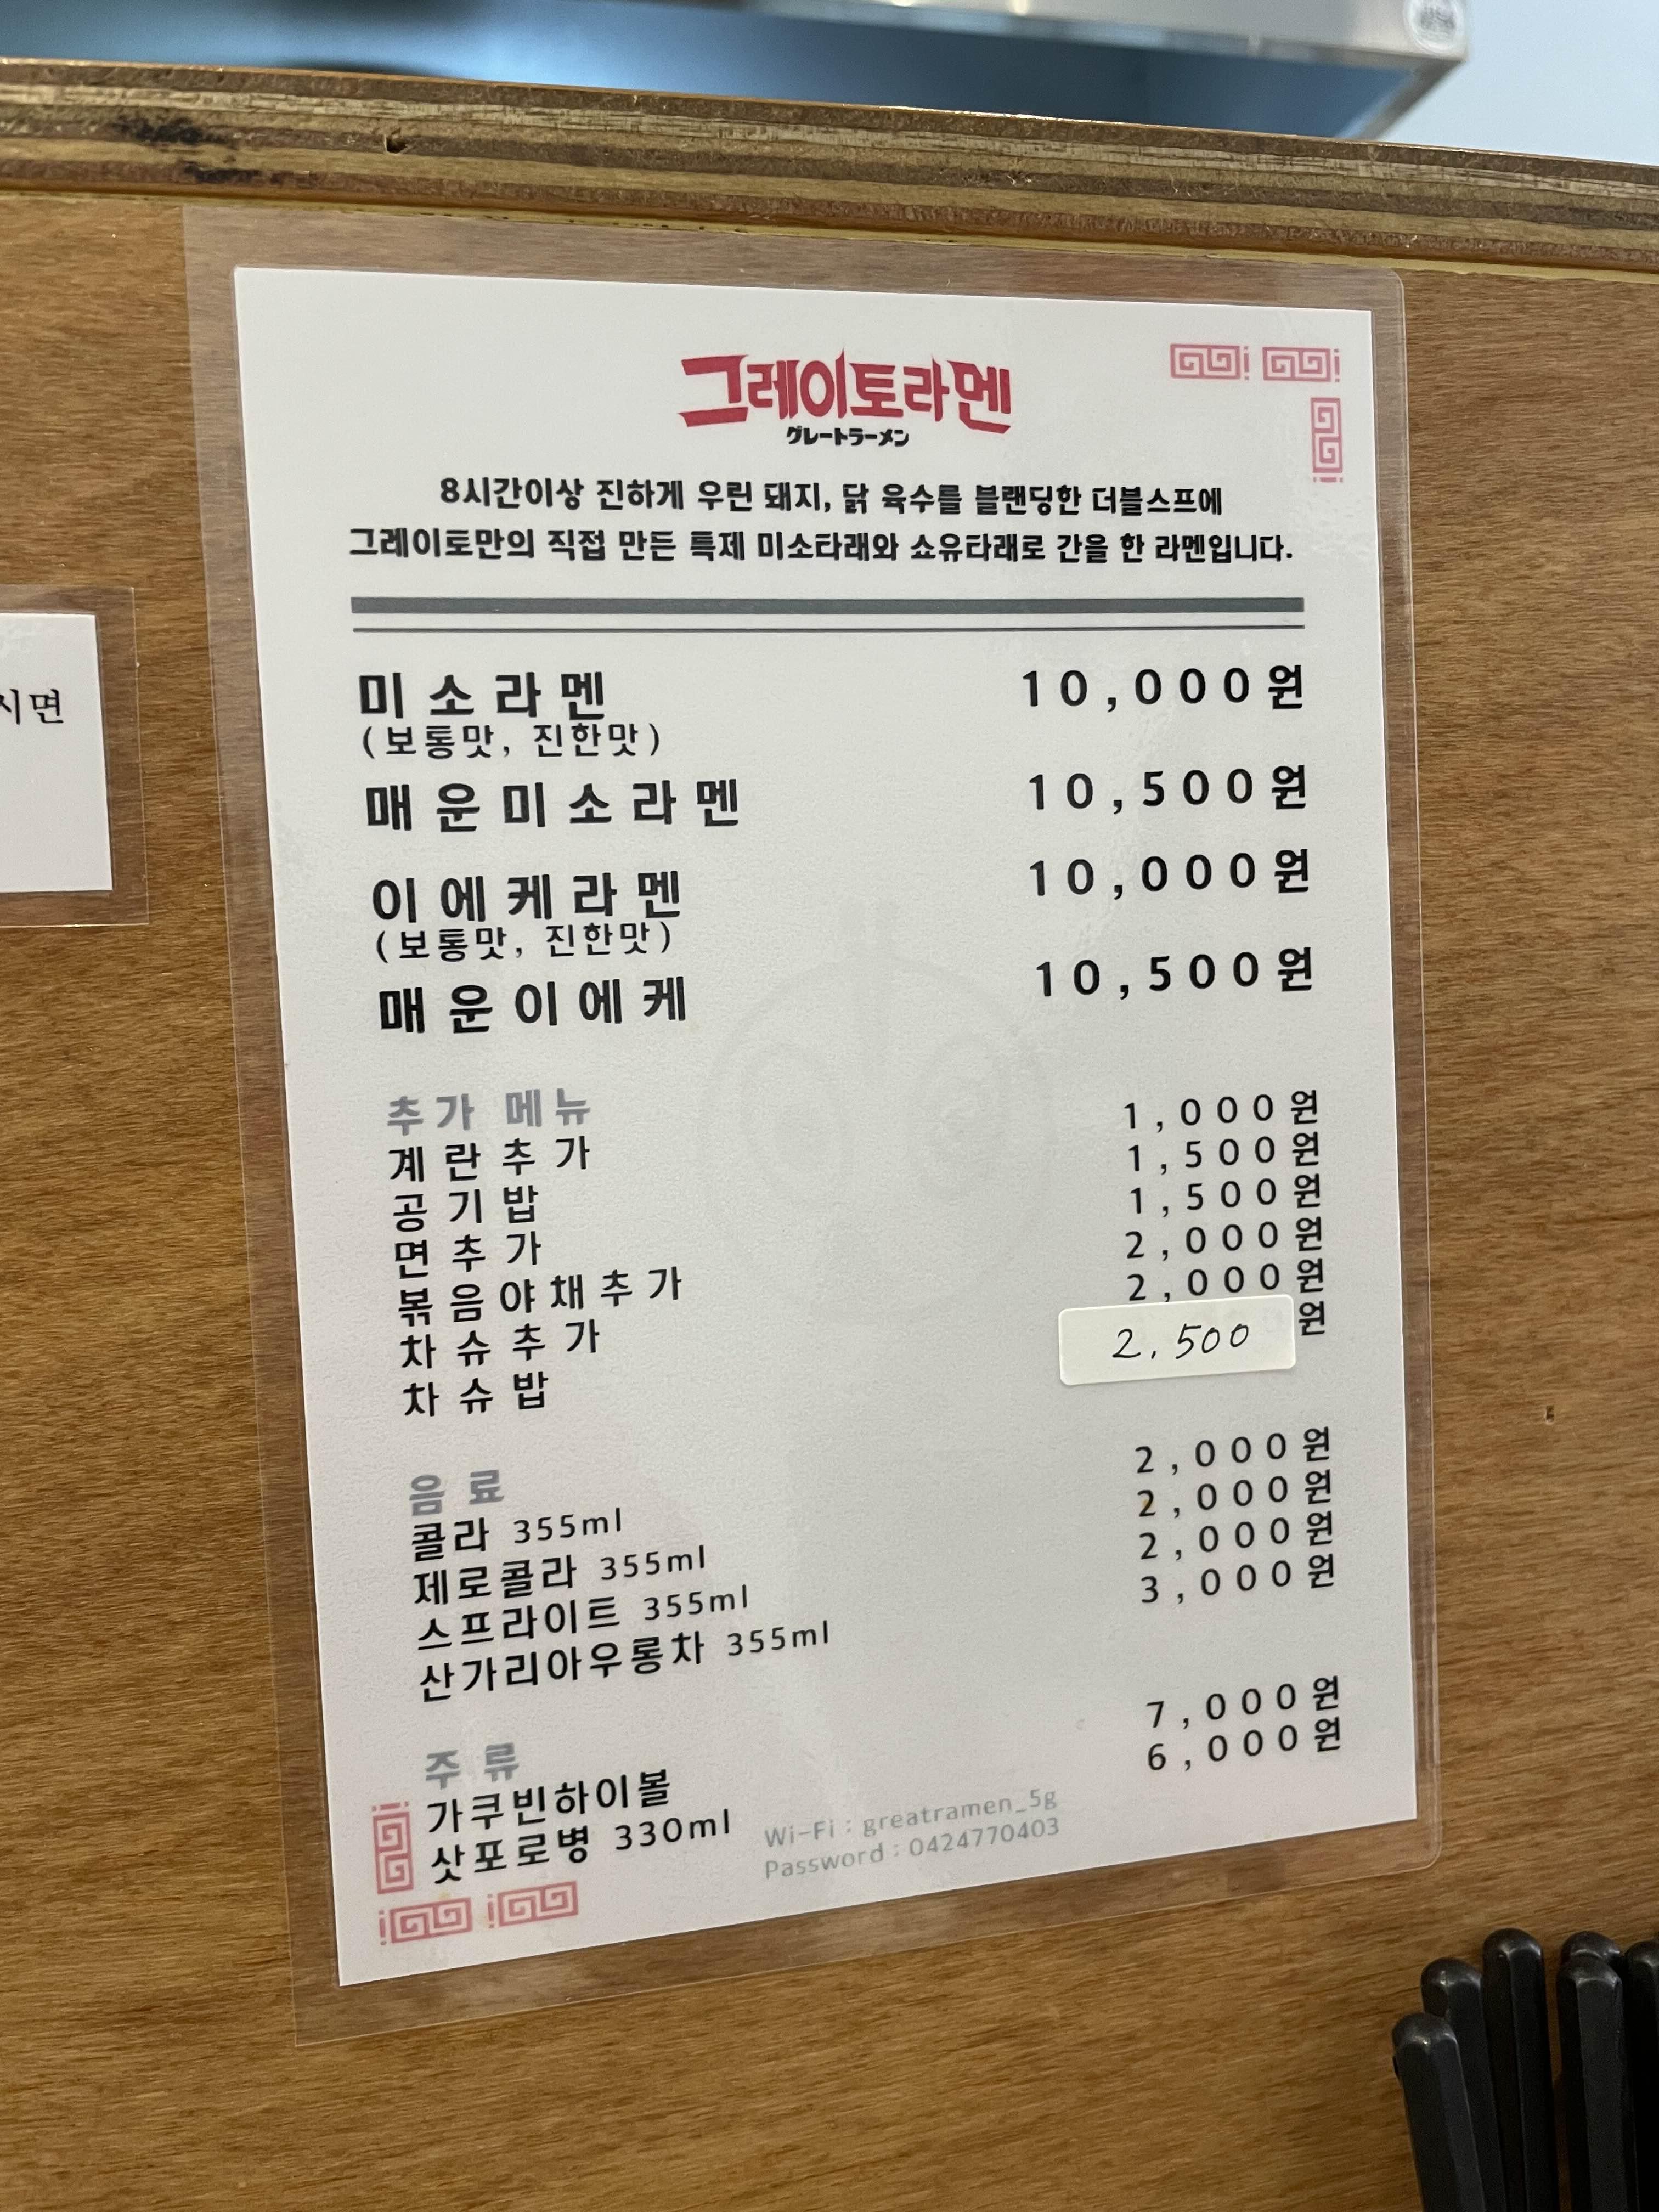 그레이토라멘
グレートラーメン
8시간이상 진하게 우린 돼지, 닭 육수를 블랜딩한 더블스프에
그레이토만의 직접 만든 특제 미소타래와 쇼유타래로 간을 한 라멘입니다.
미소라멘 10,000원
(보통맛, 진한맛)
매운미소라멘 10,500원
이에케라멘 10,000원
(보통맛, 진한맛)
매운이에케 10,500원
추가 메뉴
계란추가 1,000원
공기밥 1,500원
면추가 1,500원
볶음야채추가 2,000원
차슈추가 2,000원
차슈밥 2,500원
음료
콜라 355ml 2,000원
제로콜라 355ml 2,000원
스프라이트 355ml 2,000원
산가리아우롱차 355ml 3,000원
주류
가쿠빈하이볼 7,000원
삿포로병 330ml 6,000원
Wi-Fi : greatramen_5g
Password : 0424770403
시면